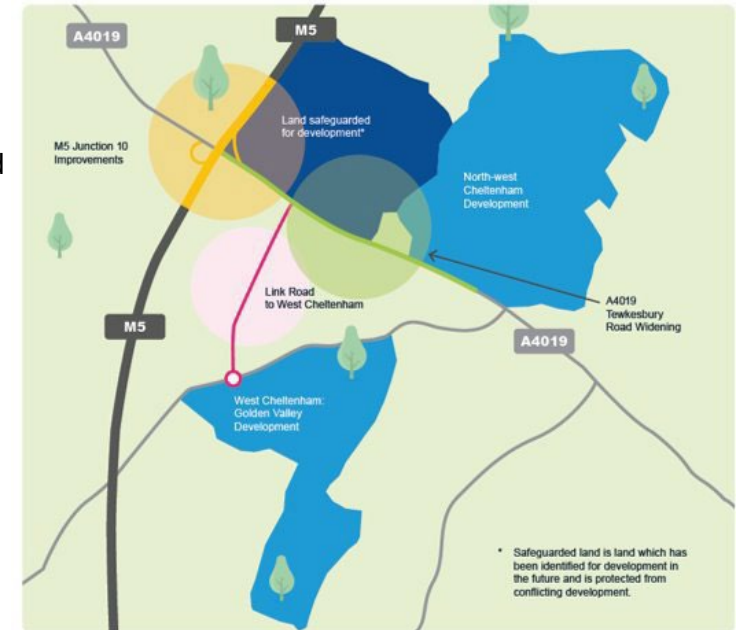 A4019
M5
Land safeguarded
for development*
M5 Junction 10
Improvements
North-west
Cheltenham
Development
Link Road
to West Cheltenham
A4019
Tewkesbury
Road Widening
M5
A4019
West Cheltenham:
Golden Valley
Development
* Safeguarded land is land which has
been identified for development in
the future and is protected from
conflicting development.